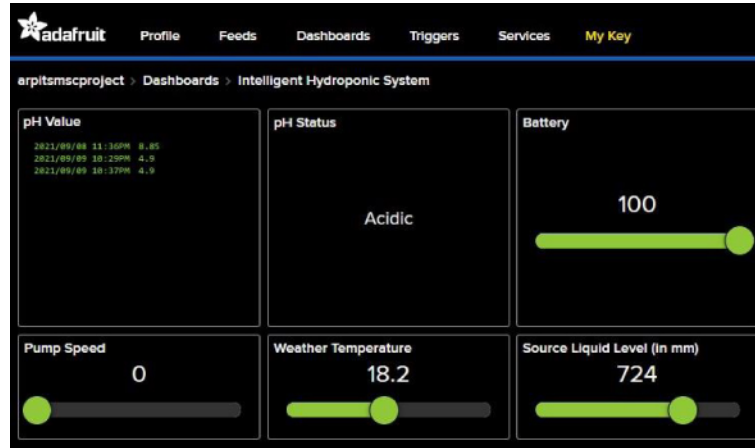 adafruit Profile Feeds Dashboards Triggers Services My Key
arpitsmscproject > Dashboards > Intelligent Hydroponic System
pH Value
2021/09/08 11:36PM 8.85
2021/09/09 10:29PM 4.9
2021/09/09 10:37PM 4.9
pH Status
Acidic
Battery
100
Pump Speed
0
Weather Temperature
18.2
Source Liquid Level (in mm)
724